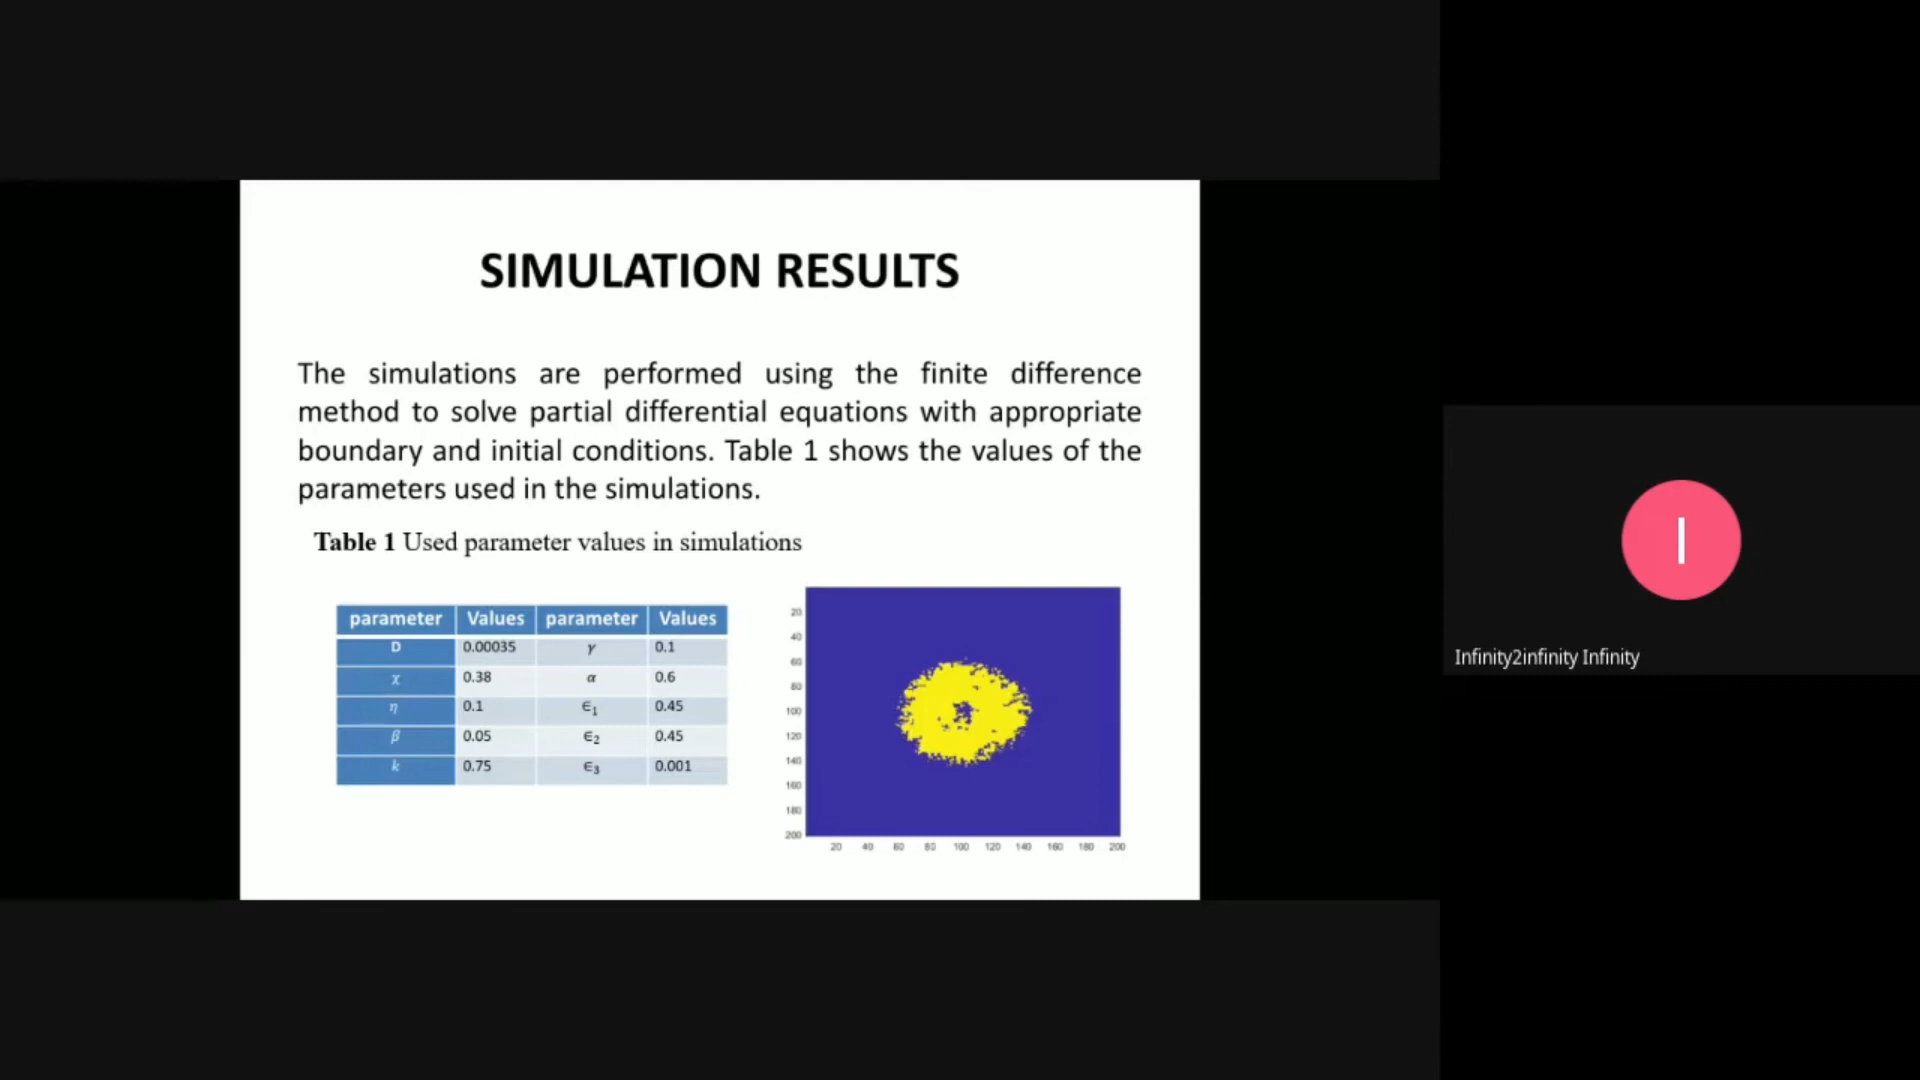 SIMULATION RESULTS
The simulations are performed using the finite difference
method to solve partial differential equations with appropriate
boundary and initial conditions. Table 1 shows the values of the
parameters used in the simulations.
Table 1 Used parameter values in simulations
parameter Values parameter Values
D 0.00035 γ 0.1
χ 0.38 α 0.6
η 0.1 ∈1 0.45
β 0.05 ∈2 0.45
k 0.75 ∈3 0.001
20
40
60
80
100
120
140
160
180
200
20 40 60 80 100 120 140 160 180 200
I
Infinity2infinity Infinity